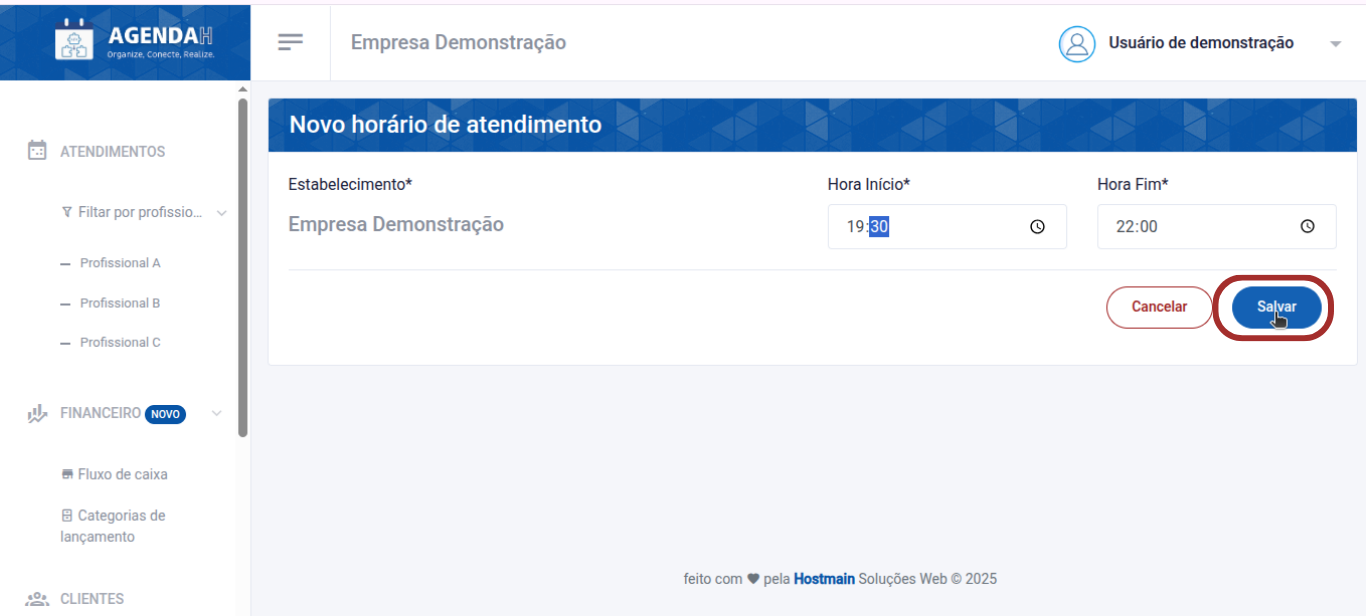 AGENDAH
Organize, Conecte, Realize.
Empresa Demonstração
Usuário de demonstração
ATENDIMENTOS
Filtar por profissio...
Profissional A
Profissional B
Profissional C
FINANCEIRO NOVO
Fluxo de caixa
Categorias de
lançamento
CLIENTES
Novo horário de atendimento
Estabelecimento*
Empresa Demonstração
Hora Início*
19:30
Hora Fim*
22:00
Cancelar
Salvar
feito com ♥ pela Hostmain Soluções Web © 2025